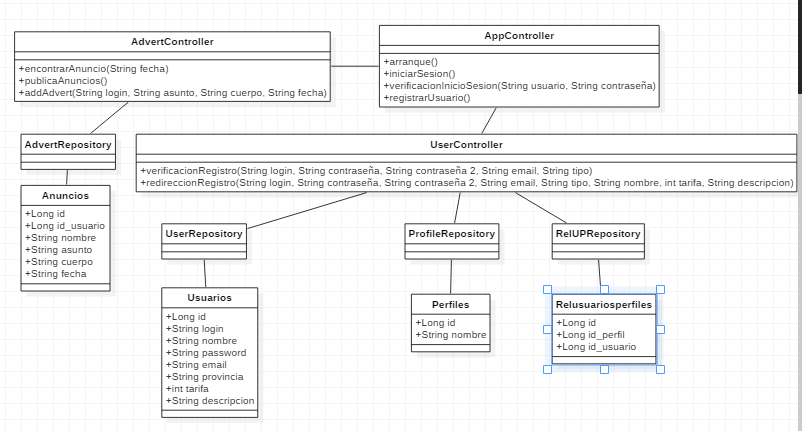 AdvertController
+encontrarAnuncio(String fecha)
+publicaAnuncios()
+addAdvert(String login, String asunto, String cuerpo, String fecha)
AppController
+arranque()
+iniciarSesion()
+verificacionInicioSesion(String usuario, String contraseña)
+registrarUsuario()
AdvertRepository
UserController
+verificacionRegistro(String login, String contraseña, String contraseña 2, String email, String tipo)
+redireccionRegistro(String login, String contraseña, String contraseña 2, String email, String tipo, String nombre, int tarifa, String descripcion)
Anuncios
+Long id
+Long id_usuario
+String nombre
+String asunto
+String cuerpo
+String fecha
UserRepository
ProfileRepository
RelUPRepository
Usuarios
+Long id
+String login
+String nombre
+String password
+String email
+String provincia
+int tarifa
+String descripcion
Perfiles
+Long id
+String nombre
Relusuariosperfiles
+Long id
+Long id_perfil
+Long id_usuario